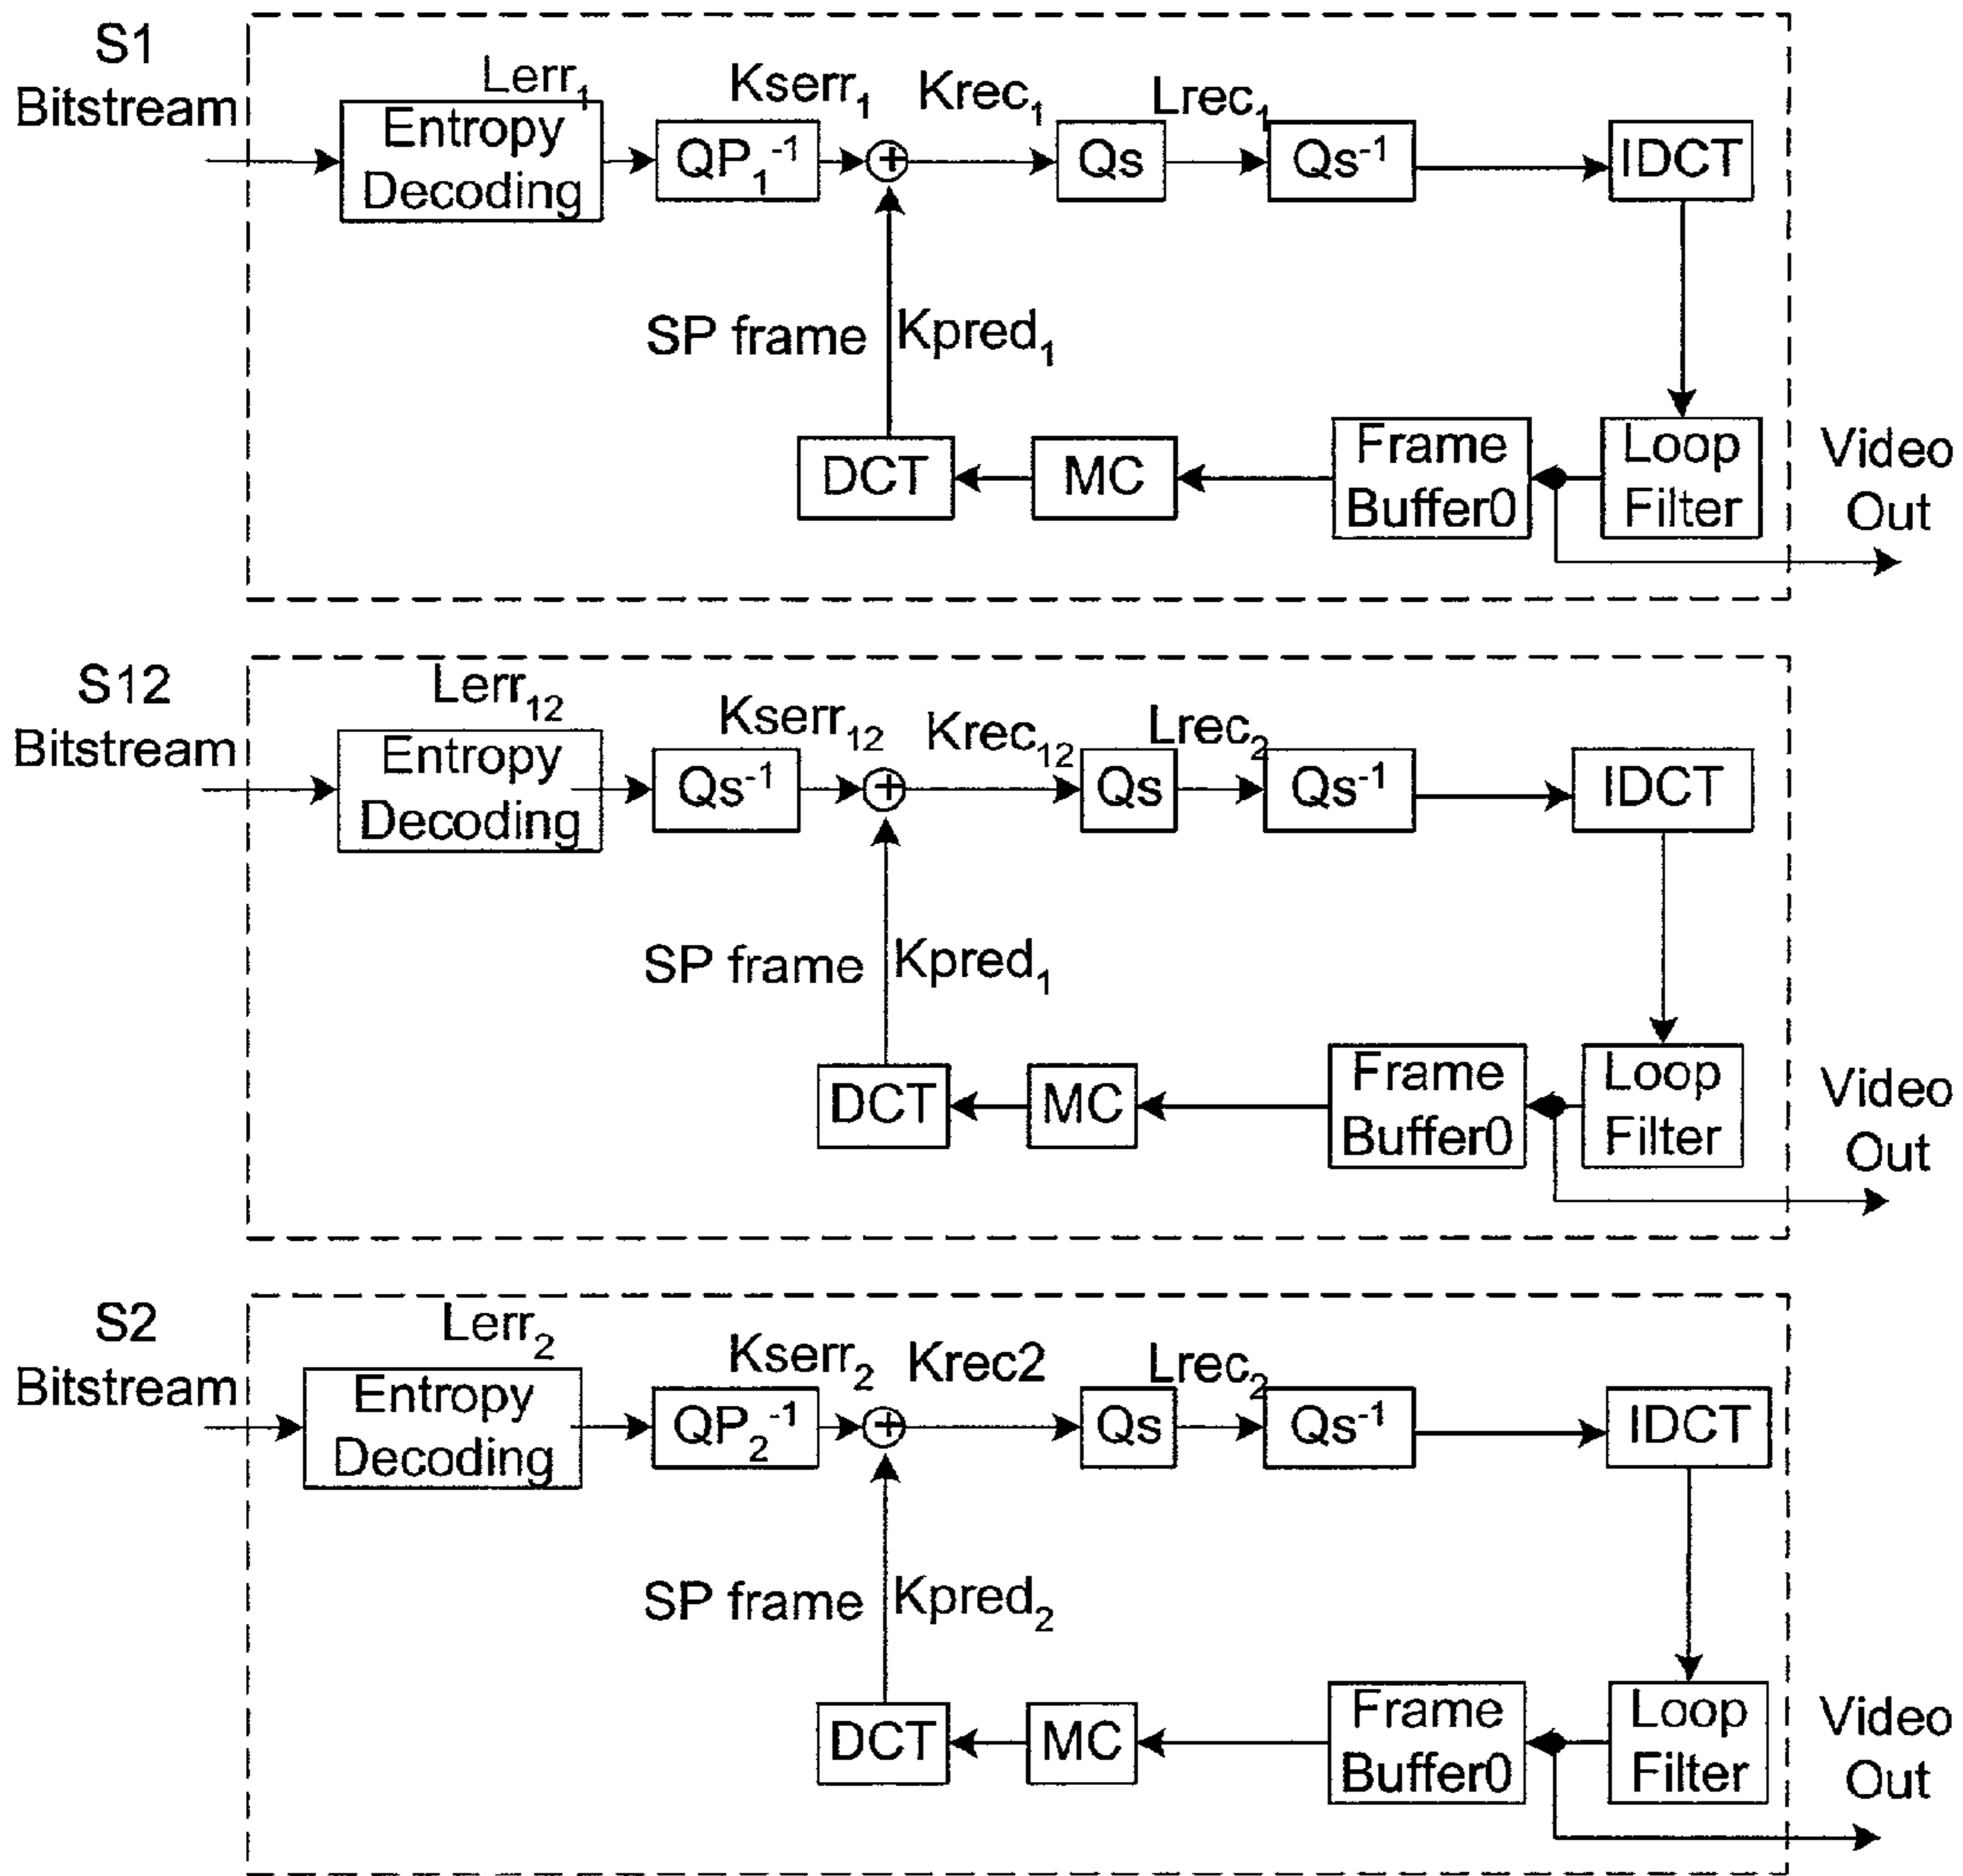 S1
Bitstream
Lerr₁
Entropy
Decoding
QP₁⁻¹
Kserr₁
+
Krec₁
Qs
Lrec₁
Qs⁻¹
IDCT
SP frame
Kpred₁
DCT
MC
Frame
Buffer0
Loop
Filter
Video
Out
S12
Bitstream
Lerr₁₂
Entropy
Decoding
Qs⁻¹
Kserr₁₂
+
Krec₁₂
Qs
Lrec₂
Qs⁻¹
IDCT
SP frame
Kpred₁
DCT
MC
Frame
Buffer0
Loop
Filter
Video
Out
S2
Bitstream
Lerr₂
Entropy
Decoding
QP₂⁻¹
Kserr₂
+
Krec2
Qs
Lrec₂
Qs⁻¹
IDCT
SP frame
Kpred₂
DCT
MC
Frame
Buffer0
Loop
Filter
Video
Out